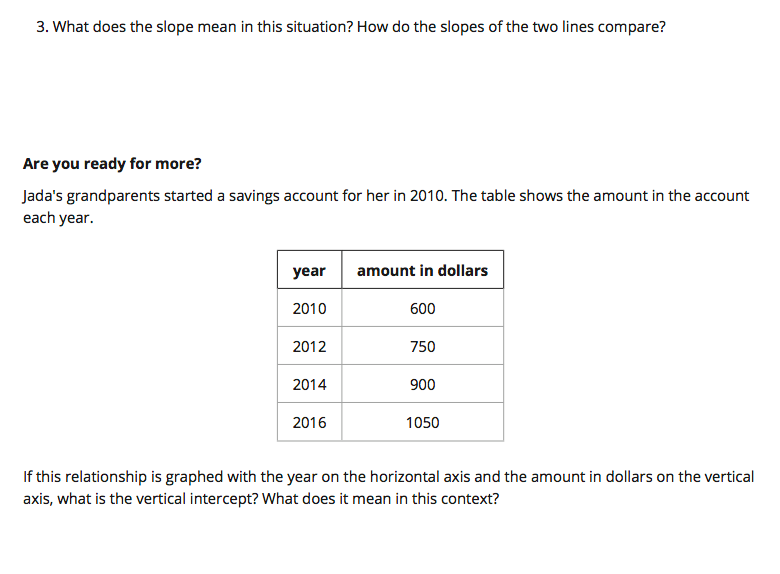 3. What does the slope mean in this situation? How do the slopes of the two lines compare?
Are you ready for more?
Jada's grandparents started a savings account for her in 2010. The table shows the amount in the account
each year.
year amount in dollars
2010 600
2012 750
2014 900
2016 1050
If this relationship is graphed with the year on the horizontal axis and the amount in dollars on the vertical
axis, what is the vertical intercept? What does it mean in this context?